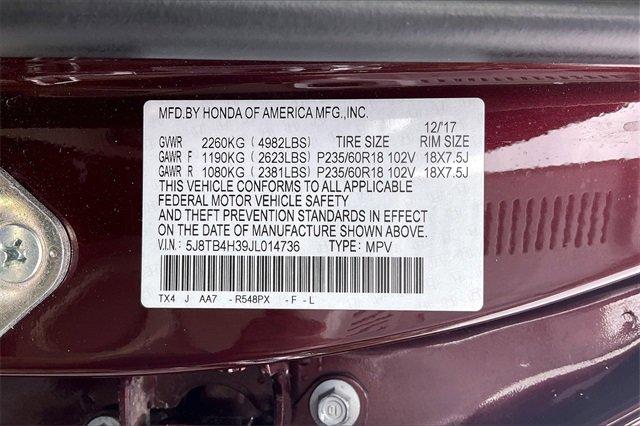 MFD.BY HONDA OF AMERICA MFG.,INC.
12/'17
GVWR 2260KG (4982LBS) TIRE SIZE RIM SIZE
GAWR F 1190KG (2623LBS) P235/60R18 102V 18X7.5J
GAWR R 1080KG (2381LBS) P235/60R18 102V 18X7.5J
THIS VEHICLE CONFORMS TO ALL APPLICABLE
FEDERAL MOTOR VEHICLE SAFETY
AND THEFT PREVENTION STANDARDS IN EFFECT
ON THE DATE OF MANUFACTURE SHOWN ABOVE.
V.I.N.: 5J8TB4H39JL014736 TYPE: MPV
TX4 J AA7 - R548PX - F - L